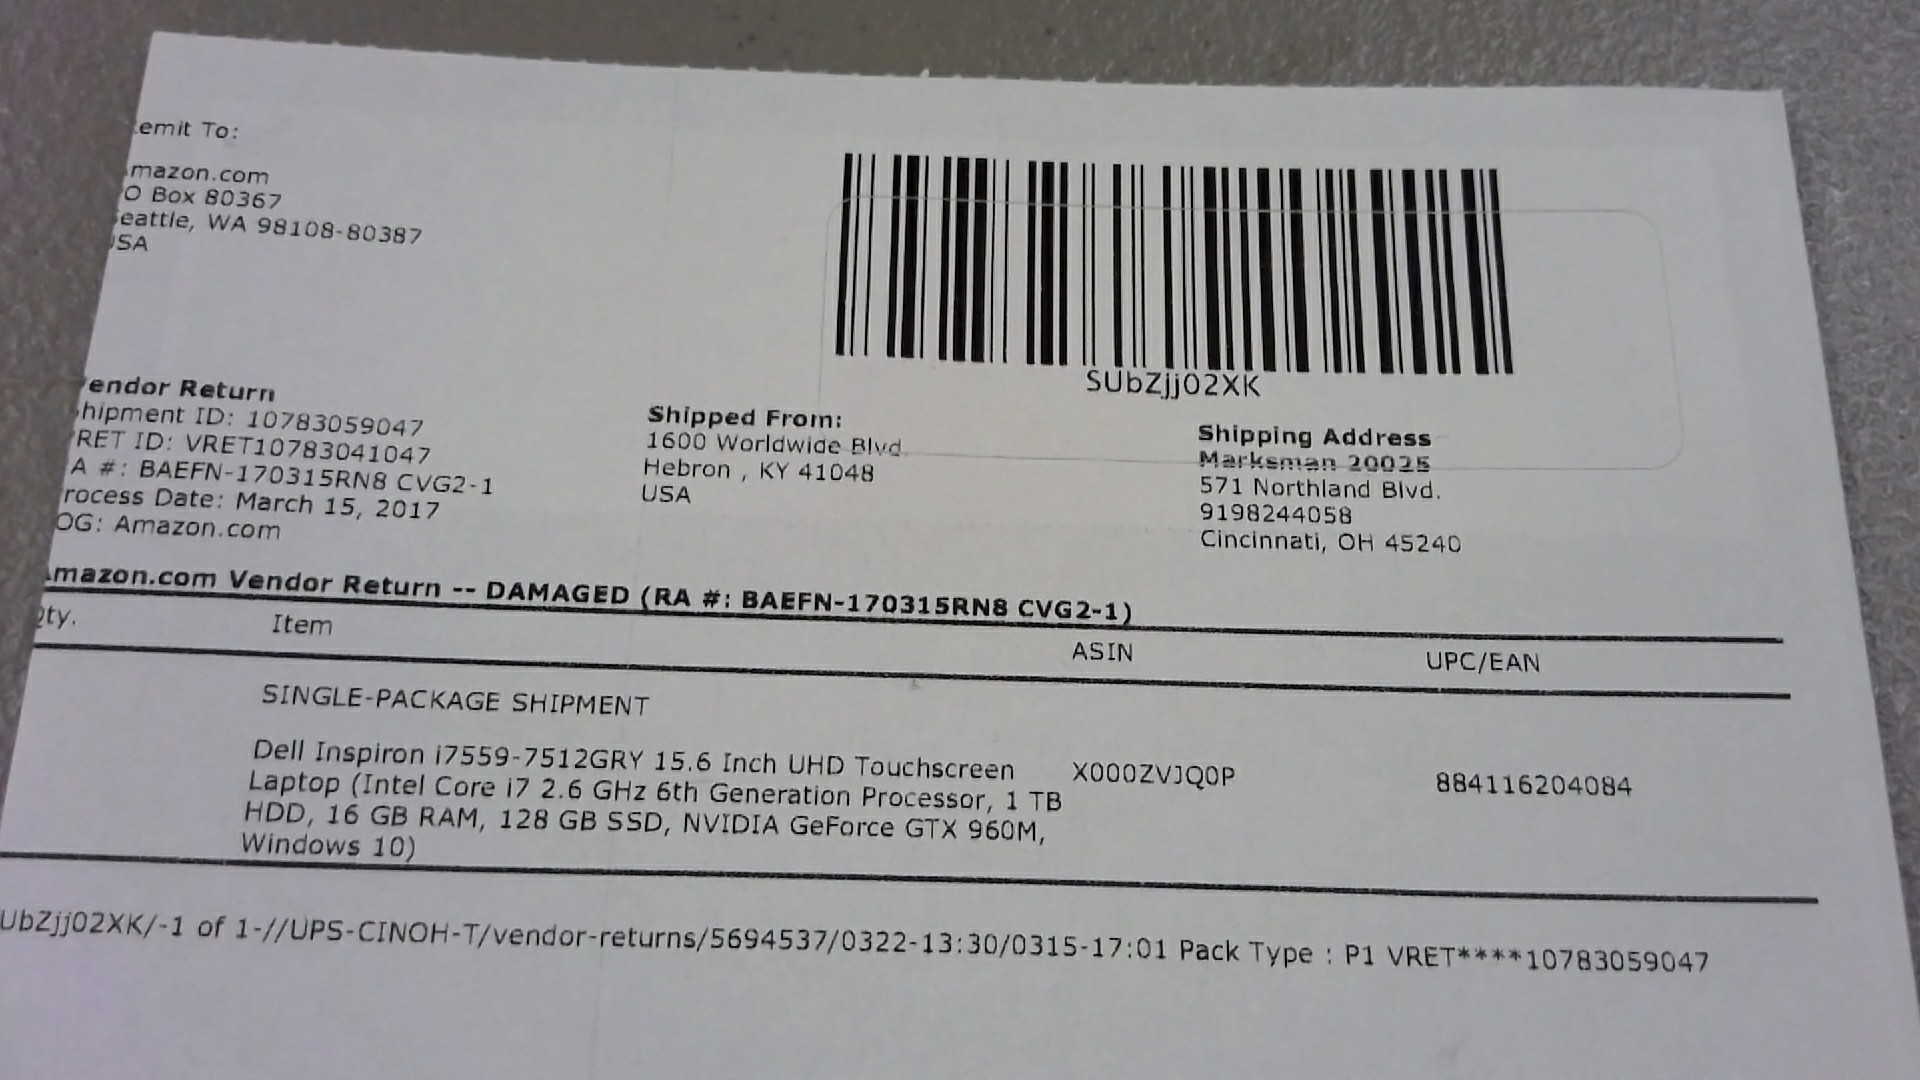 emit To:
mazon.com
O Box 80367
eattle, WA 98108-80387
USA
SUbZjj02XK
endor Return
hipment ID: 10783059047
RET ID: VRET10783041047
A #: BAEFN-170315RN8 CVG2-1
rocess Date: March 15, 2017
OG: Amazon.com
Shipped From:
1600 Worldwide Blvd.
Hebron , KY 41048
USA
Shipping Address
Marksman 20025
571 Northland Blvd.
9198244058
Cincinnati, OH 45240
Amazon.com Vendor Return -- DAMAGED (RA #: BAEFN-170315RN8 CVG2-1)
Qty. Item ASIN UPC/EAN
SINGLE-PACKAGE SHIPMENT
Dell Inspiron i7559-7512GRY 15.6 Inch UHD Touchscreen X000ZVJQ0P 884116204084
Laptop (Intel Core i7 2.6 GHz 6th Generation Processor, 1 TB
HDD, 16 GB RAM, 128 GB SSD, NVIDIA GeForce GTX 960M,
Windows 10)
UbZjj02XK/-1 of 1-//UPS-CINOH-T/vendor-returns/5694537/0322-13:30/0315-17:01 Pack Type : P1 VRET****10783059047